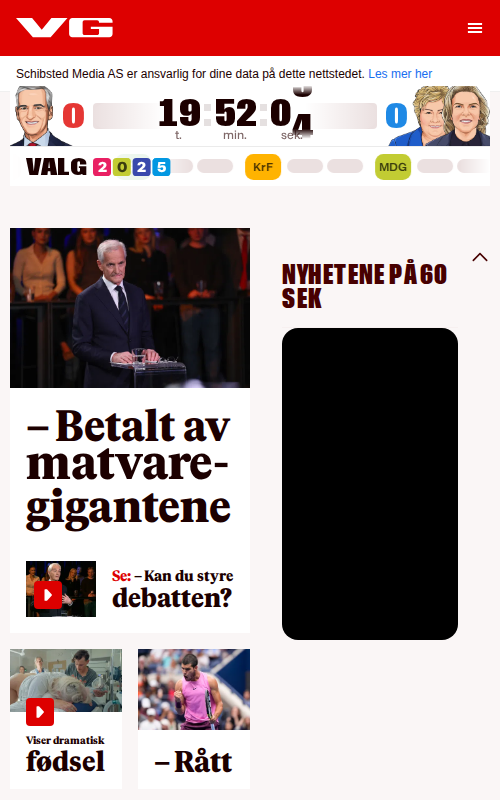 VG
Schibsted Media AS er ansvarlig for dine data på dette nettstedet. Les mer her
0
19:52:04
0
t. min. sek.
VALG 2025
KrF
MDG
NYHETENE PÅ 60
SEK
– Betalt av
matvare-
gigantene
Se: – Kan du styre
debatten?
Viser dramatisk
fødsel
– Rått